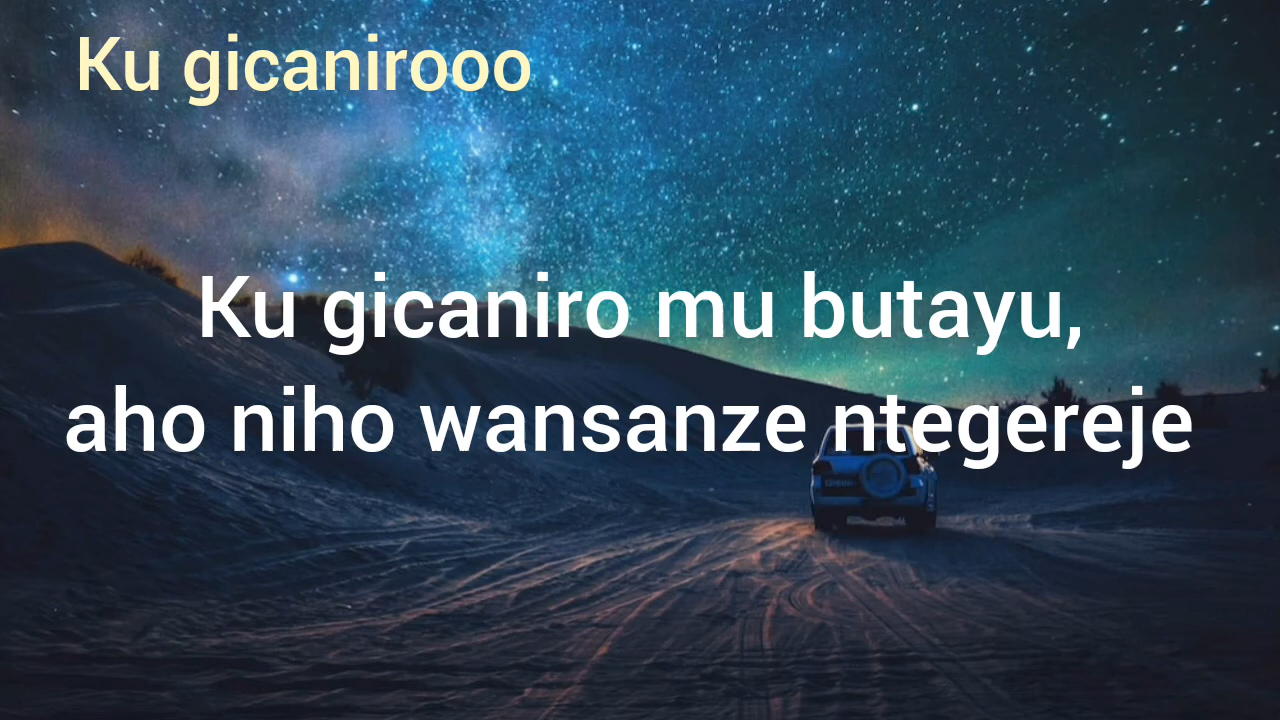 Ku gicanirooo
Ku gicaniro mu butayu,
aho niho wansanze ntegereje